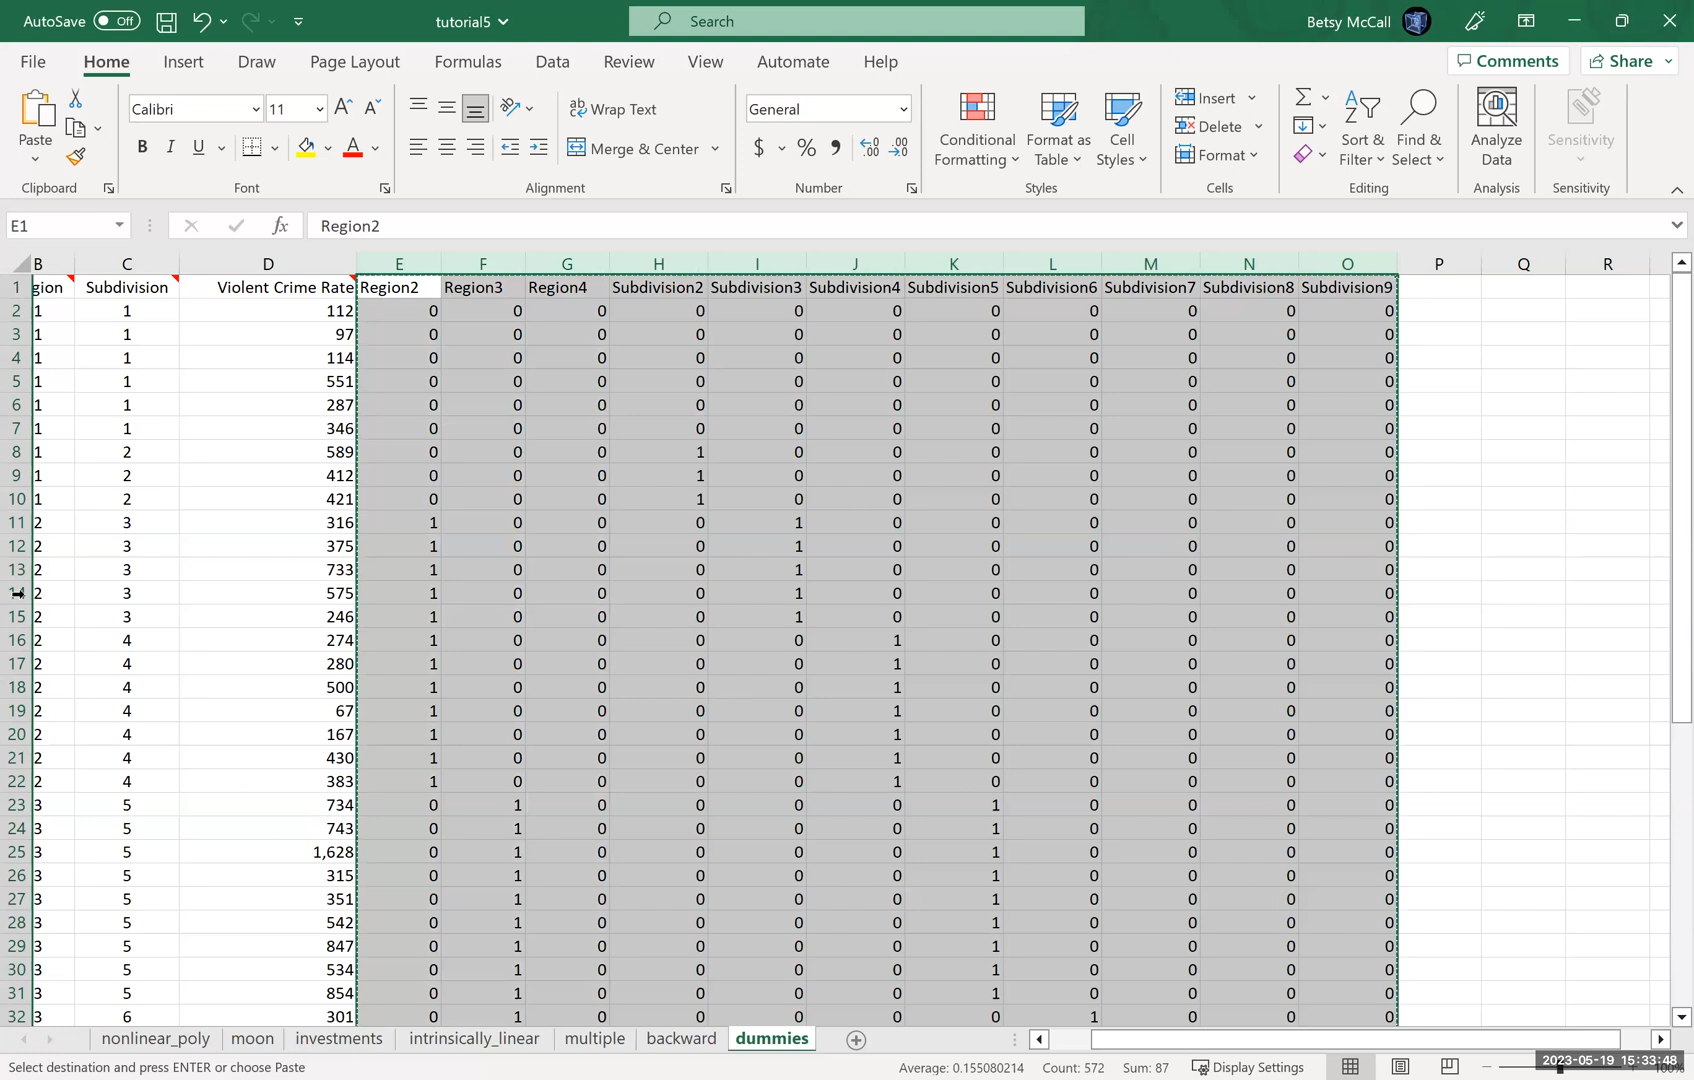 AutoSave Off tutorial5 Search Betsy McCall
File Home Insert Draw Page Layout Formulas Data Review View Automate Help Comments Share
Paste Calibri 11 Wrap Text General Conditional Formatting Format as Table Cell Styles Insert Sort & Filter Find & Select Analyze Data Sensitivity
B I U Merge & Center $ % Delete
Format
Clipboard Font Alignment Number Styles Cells Editing Analysis Sensitivity
E1 fx Region2
B C D E F G H I J K L M N O P Q R
1 gion Subdivision Violent Crime Rate Region2 Region3 Region4 Subdivision2 Subdivision3 Subdivision4 Subdivision5 Subdivision6 Subdivision7 Subdivision8 Subdivision9
2 1 1 112 0 0 0 0 0 0 0 0 0 0 0
3 1 1 97 0 0 0 0 0 0 0 0 0 0 0
4 1 1 114 0 0 0 0 0 0 0 0 0 0 0
5 1 1 551 0 0 0 0 0 0 0 0 0 0 0
6 1 1 287 0 0 0 0 0 0 0 0 0 0 0
7 1 1 346 0 0 0 0 0 0 0 0 0 0 0
8 1 2 589 0 0 0 1 0 0 0 0 0 0 0
9 1 2 412 0 0 0 1 0 0 0 0 0 0 0
10 1 2 421 0 0 0 1 0 0 0 0 0 0 0
11 2 3 316 1 0 0 0 1 0 0 0 0 0 0
12 2 3 375 1 0 0 0 1 0 0 0 0 0 0
13 2 3 733 1 0 0 0 1 0 0 0 0 0 0
2 3 575 1 0 0 0 1 0 0 0 0 0 0
15 2 3 246 1 0 0 0 1 0 0 0 0 0 0
16 2 4 274 1 0 0 0 0 1 0 0 0 0 0
17 2 4 280 1 0 0 0 0 1 0 0 0 0 0
18 2 4 500 1 0 0 0 0 1 0 0 0 0 0
19 2 4 67 1 0 0 0 0 1 0 0 0 0 0
20 2 4 167 1 0 0 0 0 1 0 0 0 0 0
21 2 4 430 1 0 0 0 0 1 0 0 0 0 0
22 2 4 383 1 0 0 0 0 1 0 0 0 0 0
23 3 5 734 0 1 0 0 0 0 1 0 0 0 0
24 3 5 743 0 1 0 0 0 0 1 0 0 0 0
25 3 5 1,628 0 1 0 0 0 0 1 0 0 0 0
26 3 5 315 0 1 0 0 0 0 1 0 0 0 0
27 3 5 351 0 1 0 0 0 0 1 0 0 0 0
28 3 5 542 0 1 0 0 0 0 1 0 0 0 0
29 3 5 847 0 1 0 0 0 0 1 0 0 0 0
30 3 5 534 0 1 0 0 0 0 1 0 0 0 0
31 3 5 854 0 1 0 0 0 0 1 0 0 0 0
32 3 6 301 0 1 0 0 0 0 0 1 0 0 0
nonlinear_poly moon investments intrinsically_linear multiple backward dummies
Select destination and press ENTER or choose Paste Average: 0.155080214 Count: 572 Sum: 87 Display Settings 2023-05-19 15:33:48